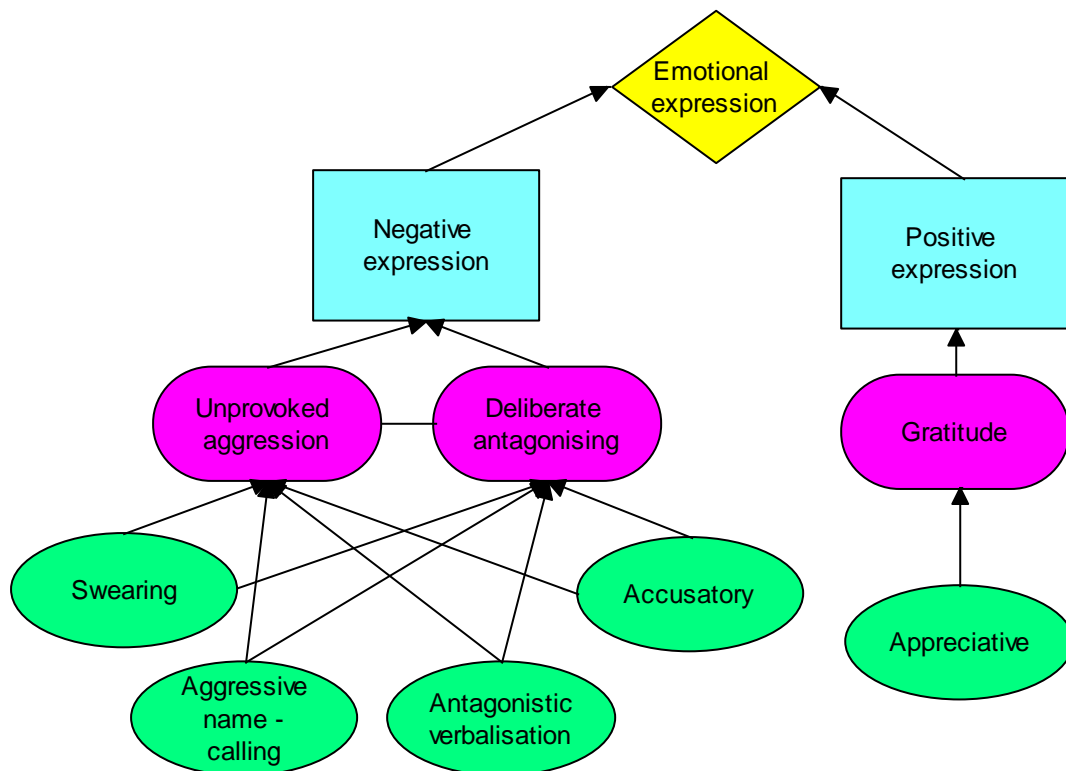 Emotional
expression
Negative
expression
Positive
expression
Unprovoked
aggression
Deliberate
antagonising
Gratitude
Swearing
Accusatory
Appreciative
Aggressive
name -
calling
Antagonistic
verbalisation